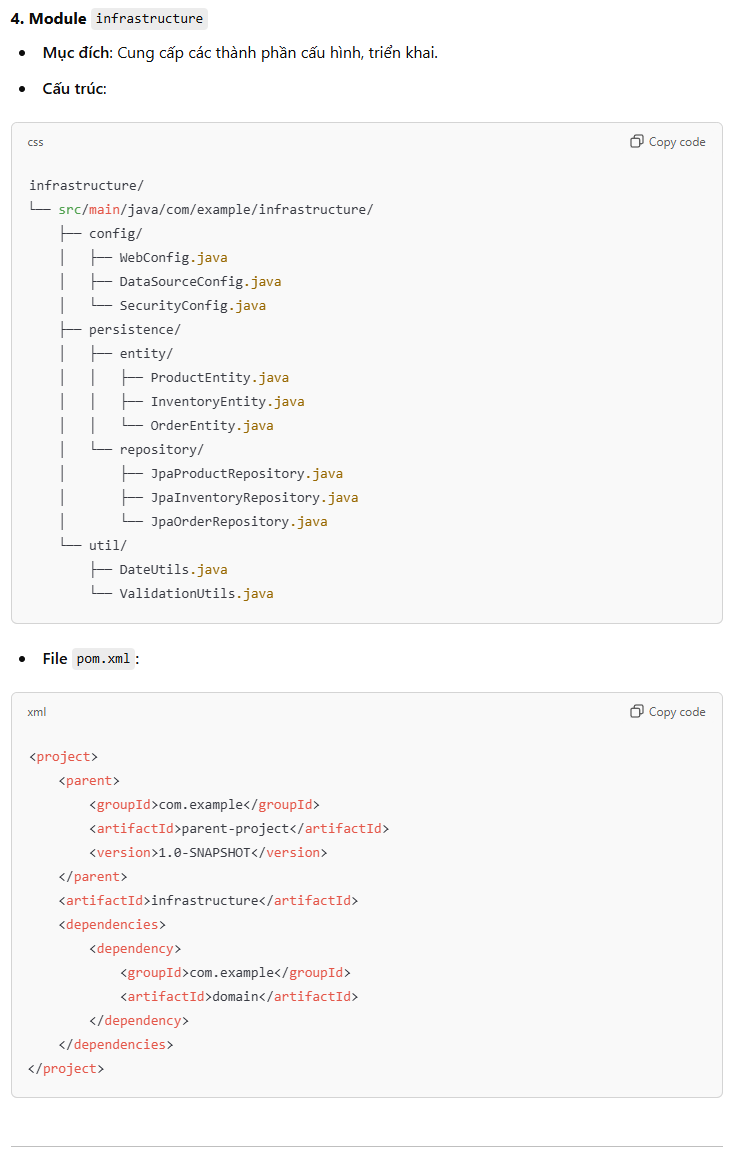 4. Module infrastructure
• Mục đích: Cung cấp các thành phần cấu hình, triển khai.
• Cấu trúc:
css Copy code
infrastructure/
└── src/main/java/com/example/infrastructure/
    ├── config/
    │   ├── WebConfig.java
    │   ├── DataSourceConfig.java
    │   └── SecurityConfig.java
    ├── persistence/
    │   ├── entity/
    │   │   ├── ProductEntity.java
    │   │   ├── InventoryEntity.java
    │   │   └── OrderEntity.java
    │   └── repository/
    │       ├── JpaProductRepository.java
    │       ├── JpaInventoryRepository.java
    │       └── JpaOrderRepository.java
    └── util/
        ├── DateUtils.java
        └── ValidationUtils.java
• File pom.xml:
xml Copy code
<project>
    <parent>
        <groupId>com.example</groupId>
        <artifactId>parent-project</artifactId>
        <version>1.0-SNAPSHOT</version>
    </parent>
    <artifactId>infrastructure</artifactId>
    <dependencies>
        <dependency>
            <groupId>com.example</groupId>
            <artifactId>domain</artifactId>
        </dependency>
    </dependencies>
</project>